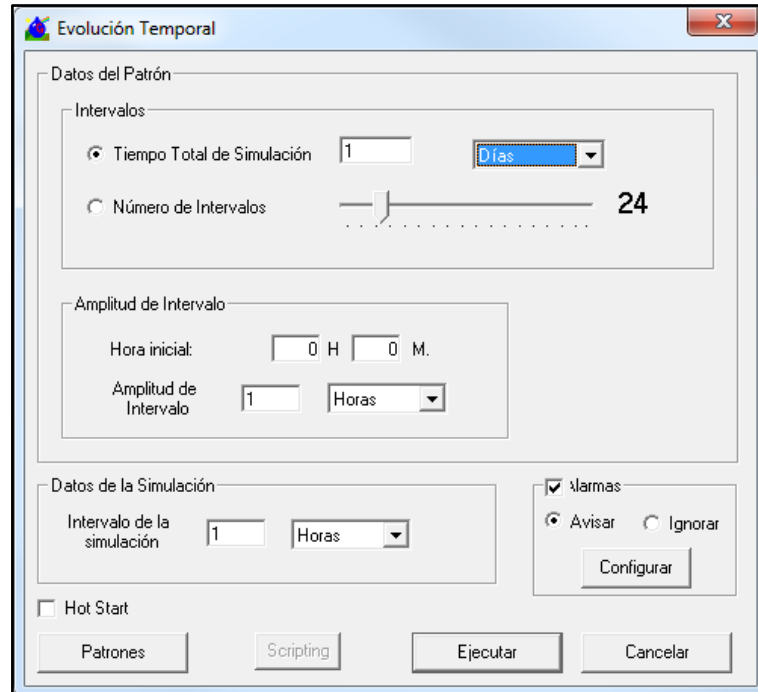 Evolución Temporal
Datos del Patrón
Intervalos
Tiempo Total de Simulación 1 Días
Número de Intervalos 24
Amplitud de Intervalo
Hora inicial: 0 H 0 M.
Amplitud de
Intervalo 1 Horas
Datos de la Simulación
Intervalo de la
simulación 1 Horas
Alarmas
Avisar Ignorar
Configurar
Hot Start
Patrones Scripting Ejecutar Cancelar